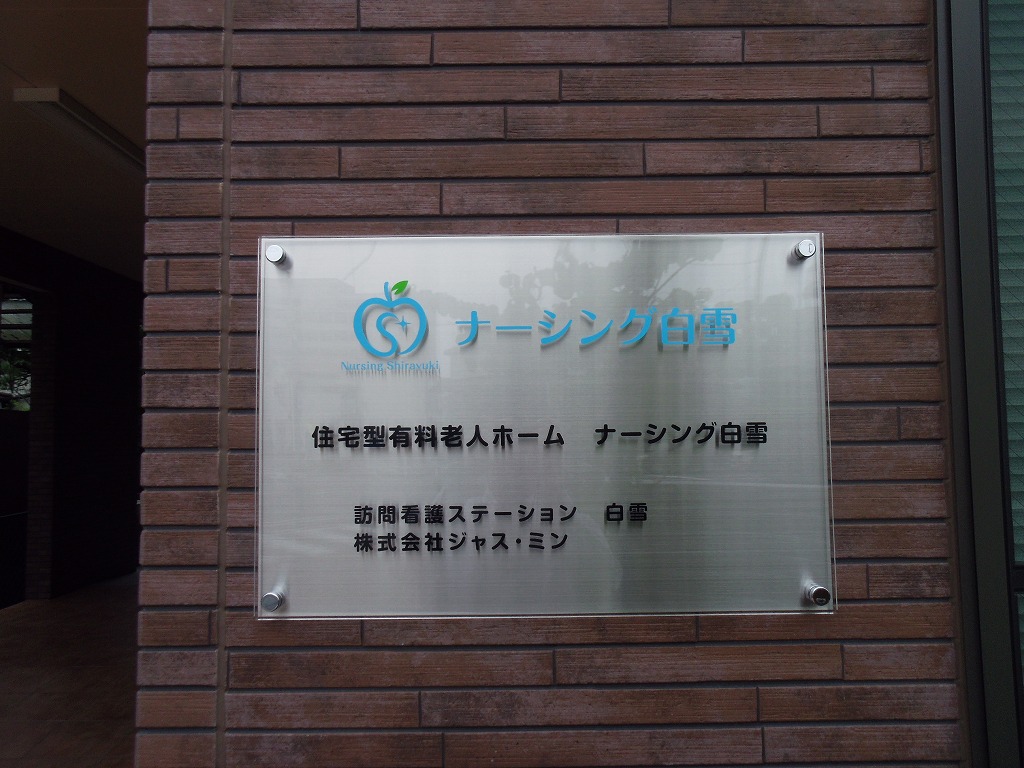 ナーシング白雪
Nursing Shirayuki
住宅型有料老人ホーム　ナーシング白雪
訪問看護ステーション　白雪
株式会社ジャス・ミン